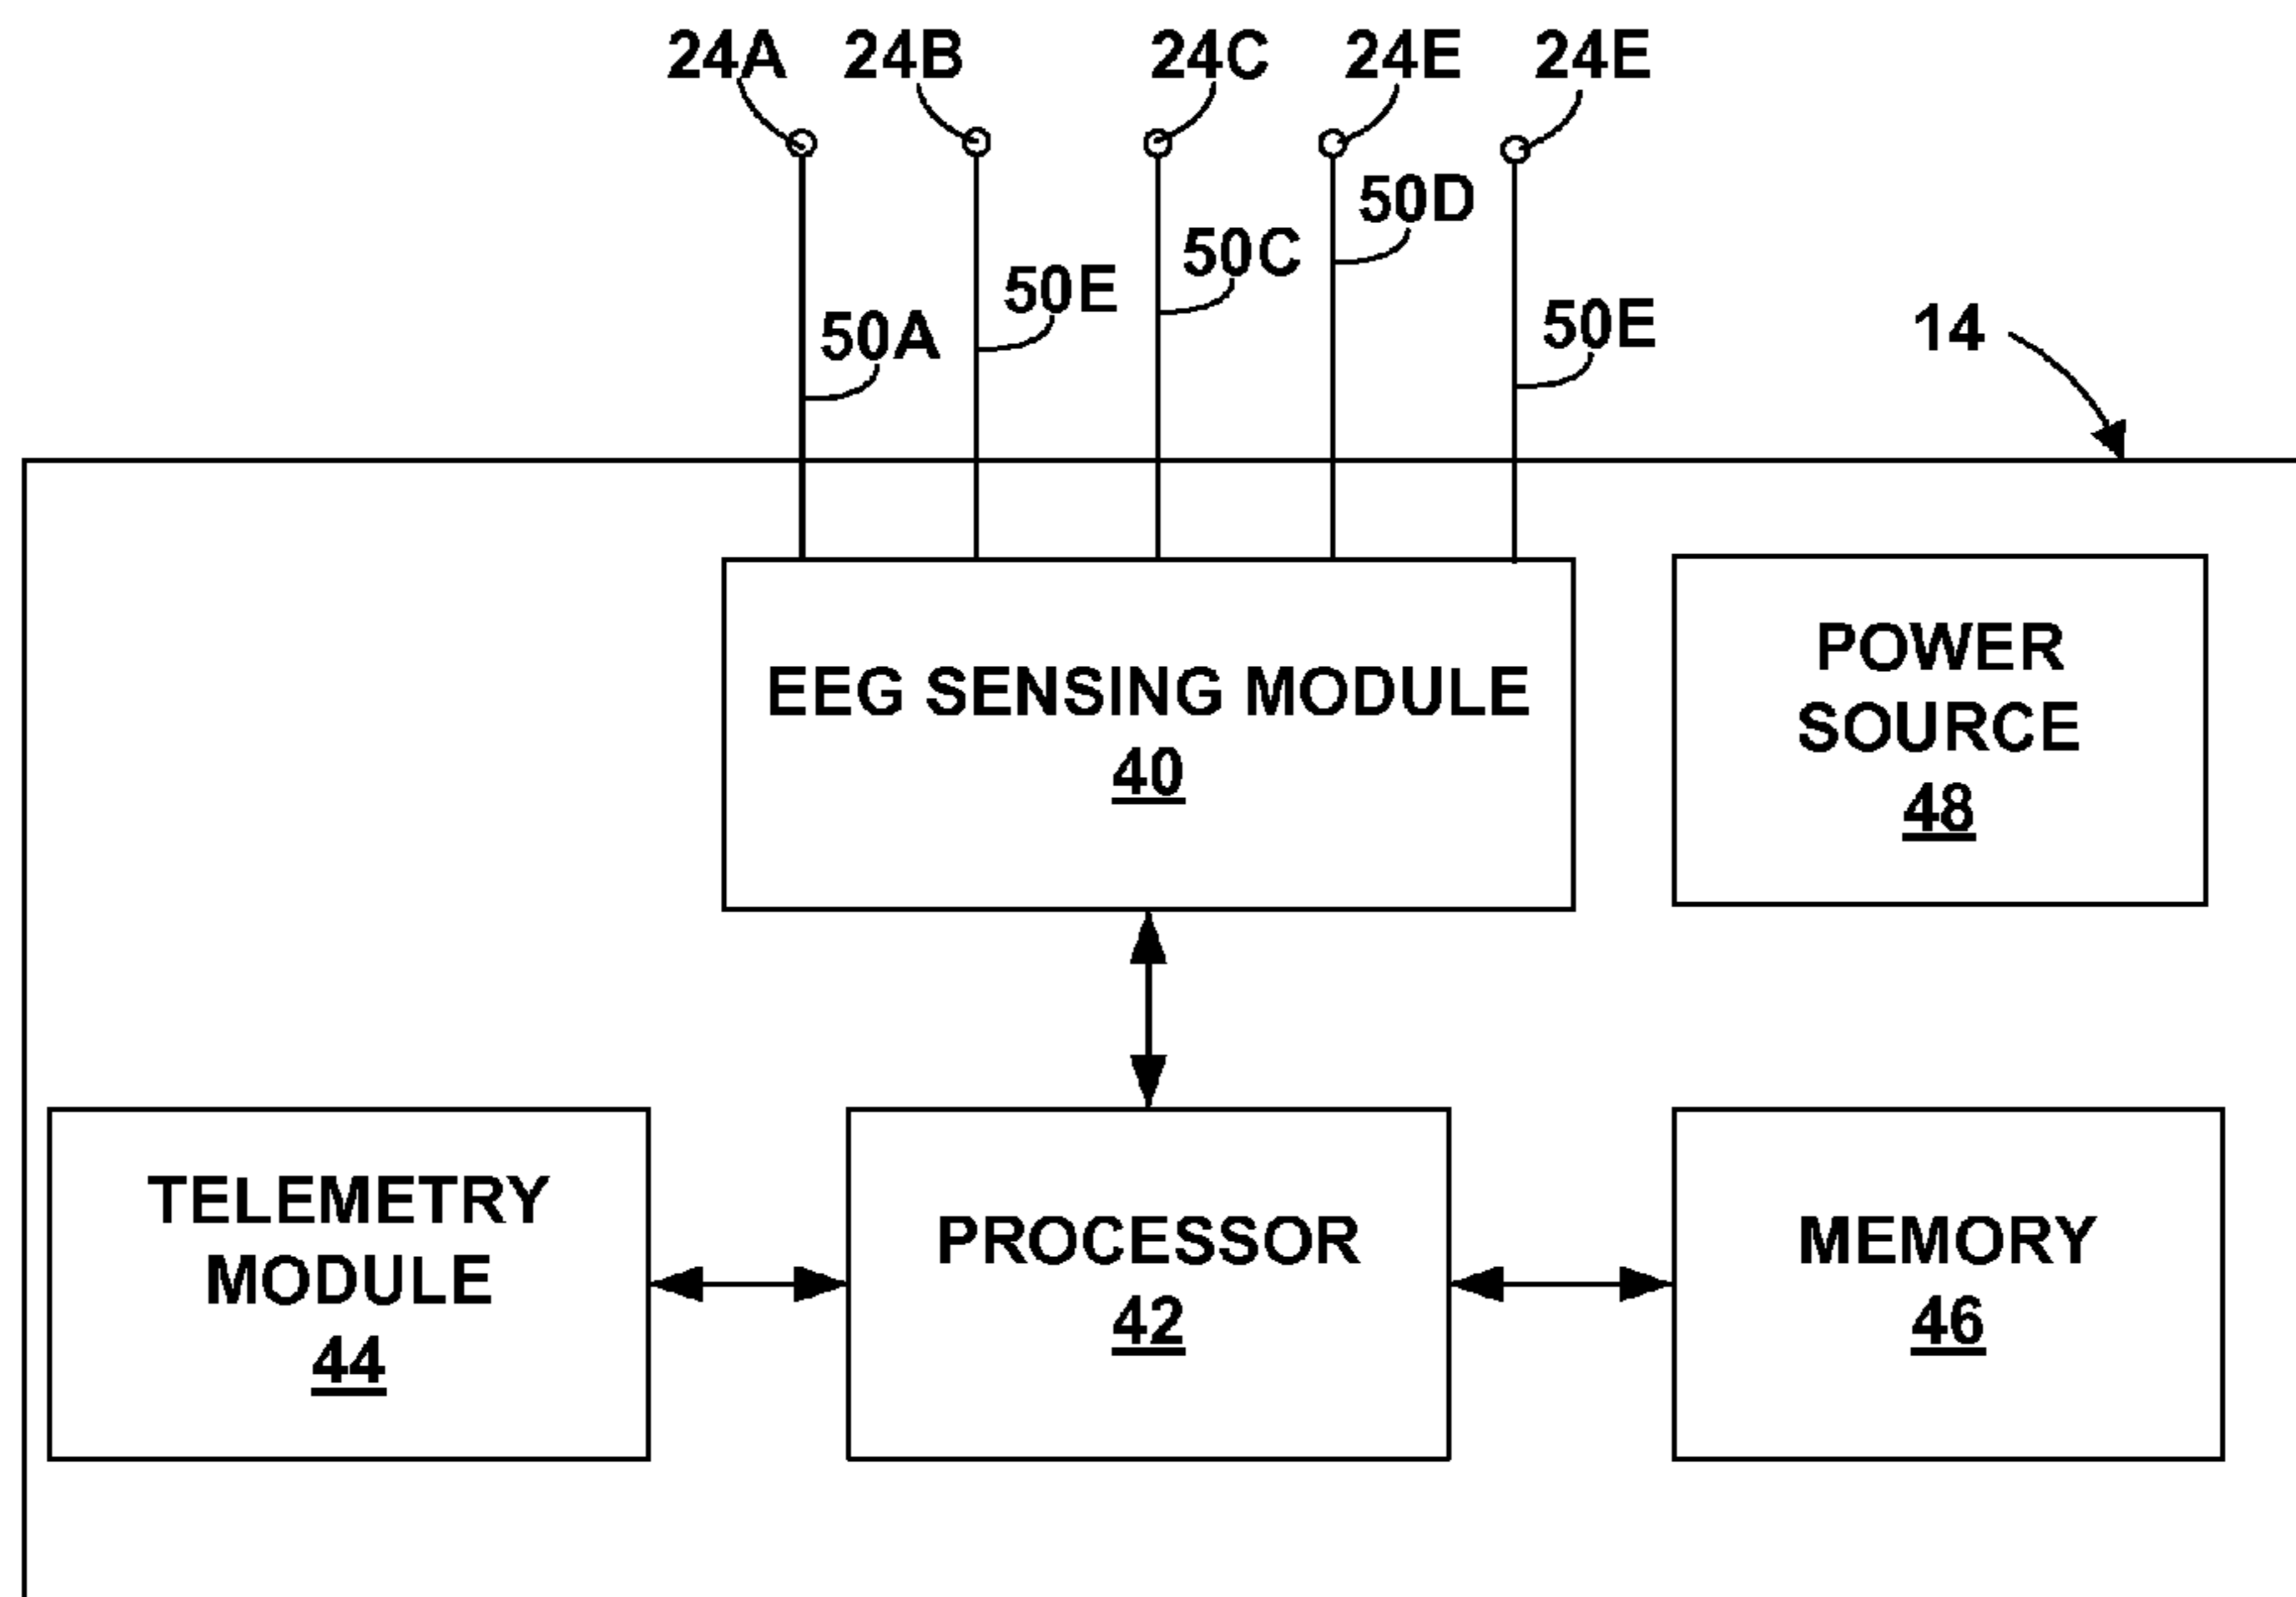 24A 24B 24C 24E 24E
50D
50C
50E
50E
14
50A
EEG SENSING MODULE
40
POWER
SOURCE
48
TELEMETRY
MODULE
44
PROCESSOR
42
MEMORY
46